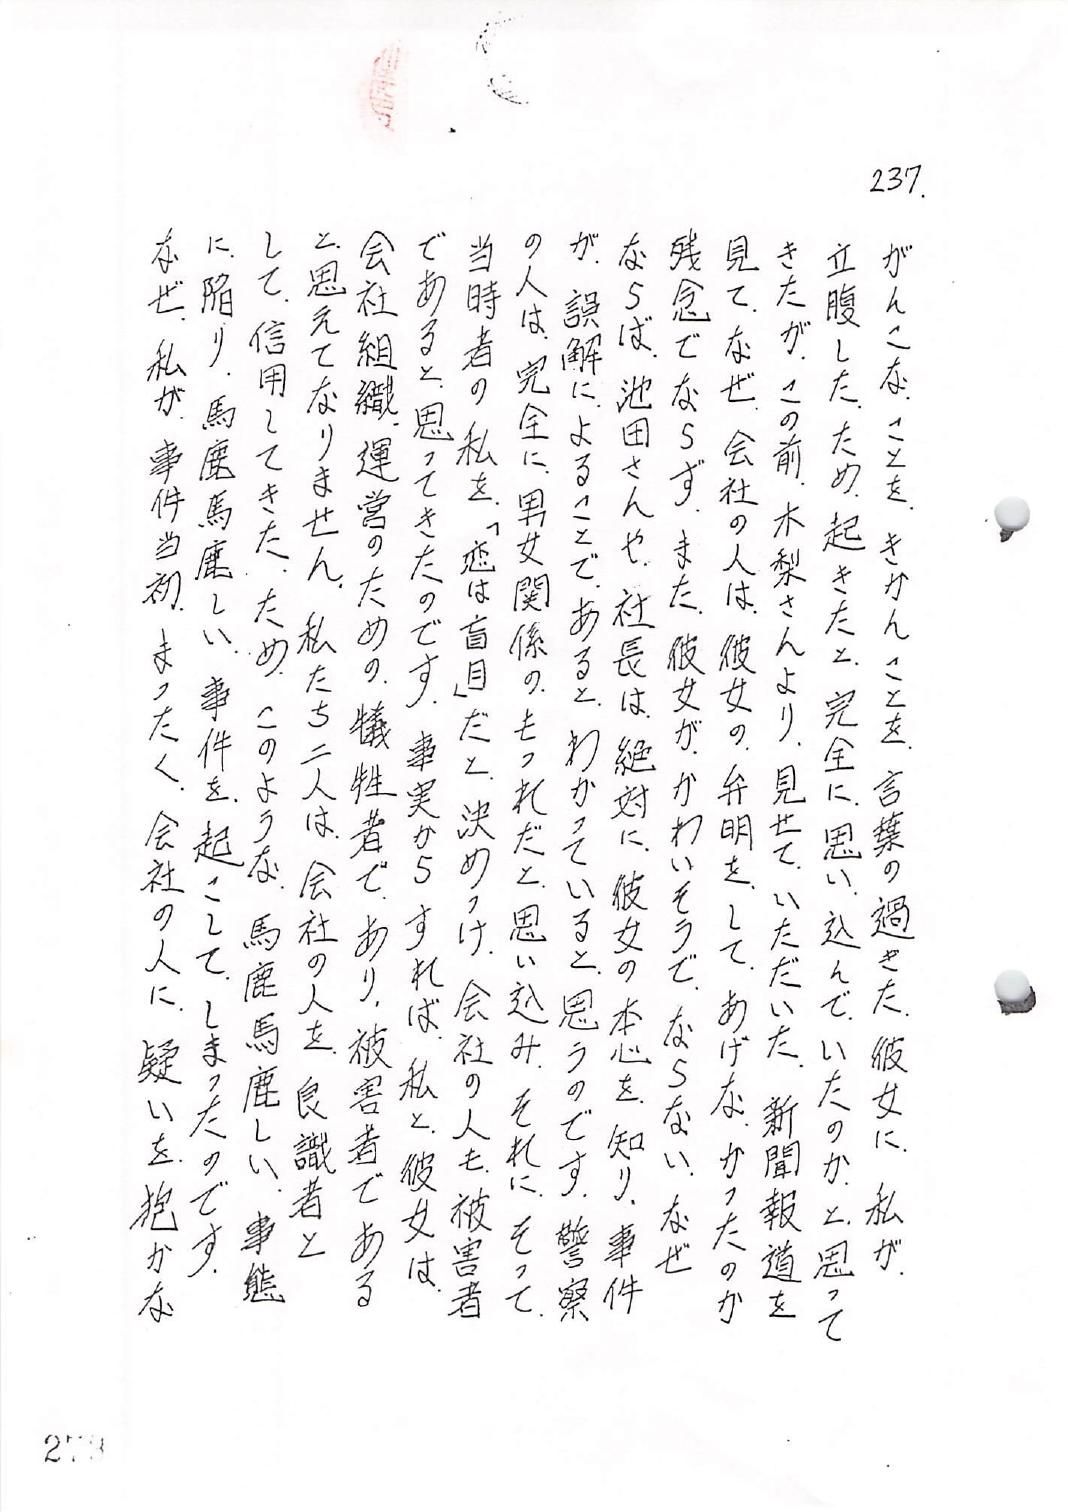 237.
がんこな、ことを、きかん ことを、言葉の過ぎた、彼女に、私が、
立腹した、ため、起きたと、完全に、思い、込んで、いたのか、と、思って
きたが、この前、木梨さんより、見せて、いただいた、新聞報道を
見て、なぜ、会社の人は、彼女の、弁明を、して、あげな、かったのか
残念でならず、また、彼女が、かわいそうで、ならない、なぜ
ならば、池田さんや、社長は、絶対に、彼女の本心を、知り、事件
が、誤解に、よることで、あると、わかっていると、思うのです、警察
の人は、完全に、男女関係の、もつれだと、思い込み、それに、そって、
当時者の私を、「恋は盲目」だと、決めつけ、会社の人も、被害者
であると、思ってきたのです、事実から すれば、私と、彼女は、
会社組織、運営のための、犠牲者で、あり、被害者である
と、思えてなりません、私たち二人は、会社の人を、良識者と
して、信用してきた、ため、このような、馬鹿馬鹿しい、事態
に、陥り、馬鹿馬鹿しい、事件を、起こして、しまったのです、
なぜ、私が、事件当初、まったく、会社の人に、疑いを、抱かな
273